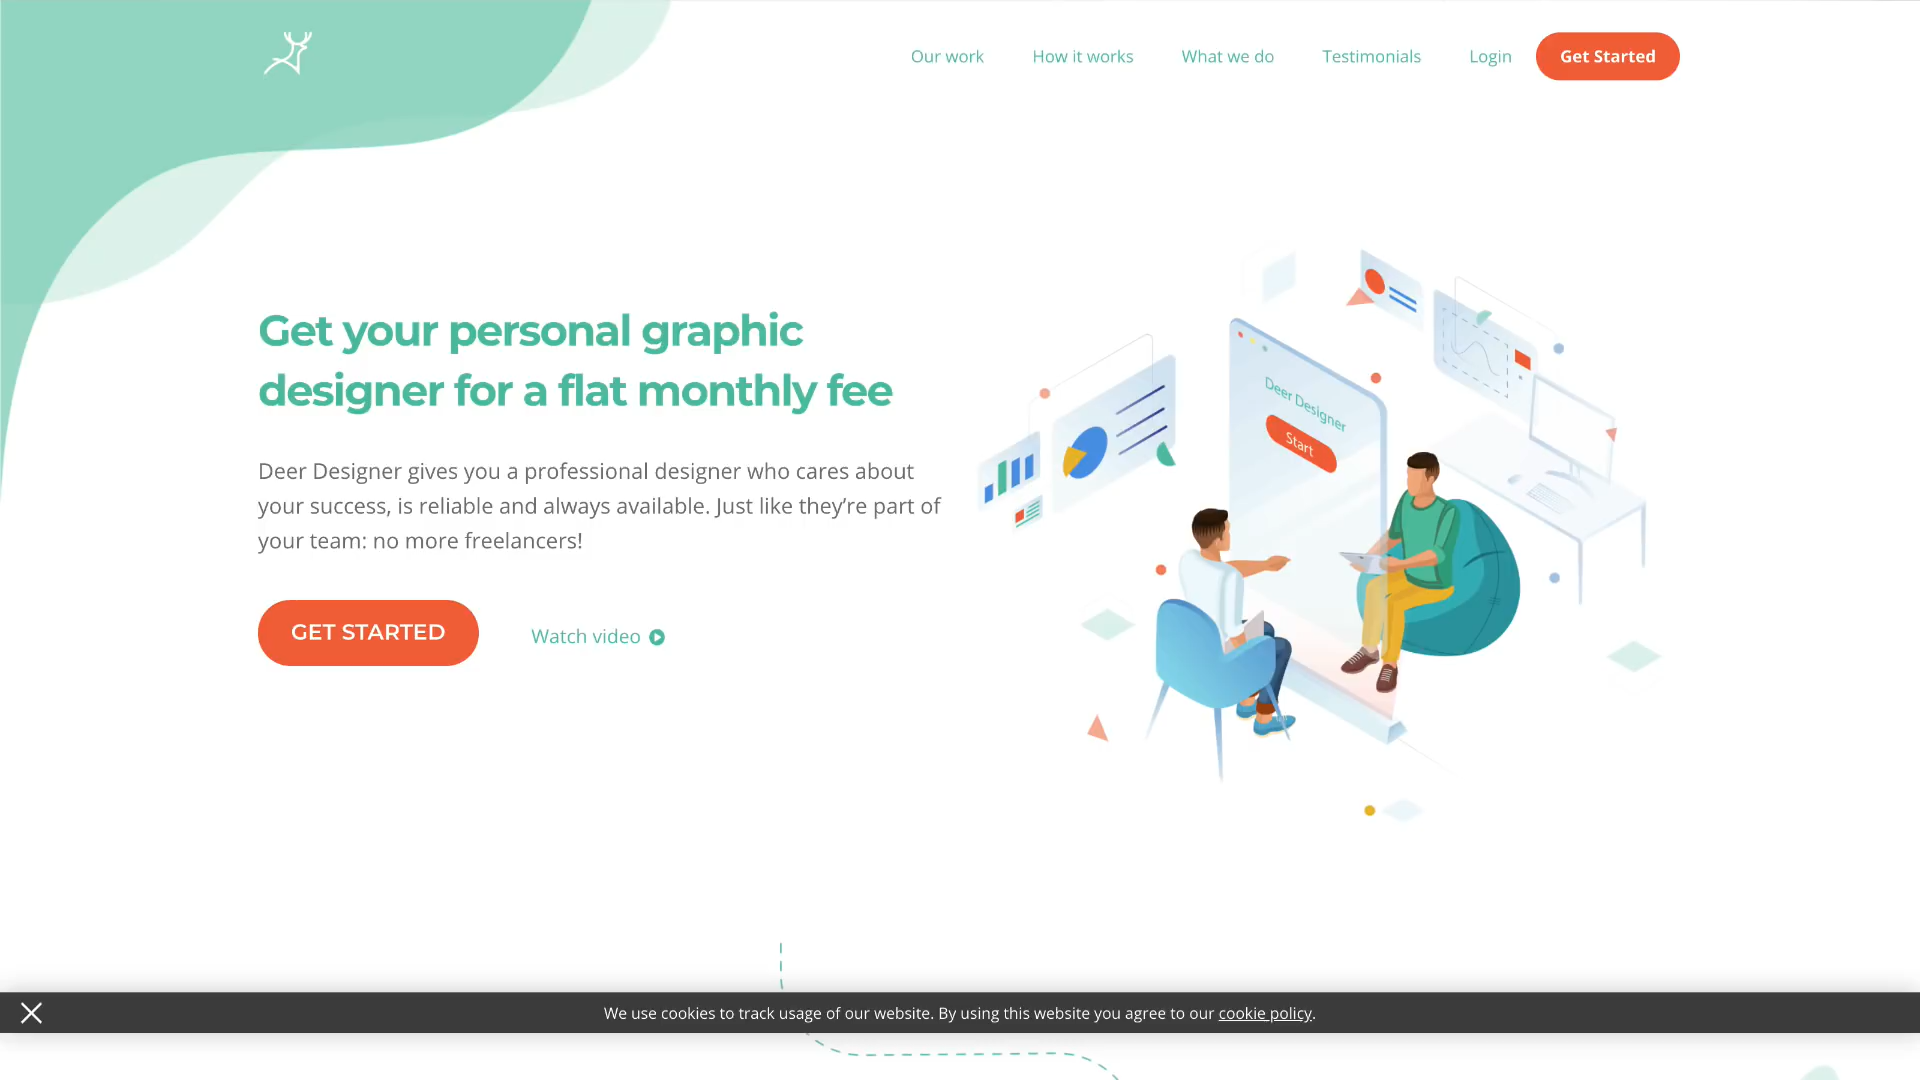 Our work
How it works
What we do
Testimonials
Login
Get Started
Get your personal graphic
designer for a flat monthly fee
Deer Designer gives you a professional designer who cares about
your success, is reliable and always available. Just like they’re part of
your team: no more freelancers!
GET STARTED
Watch video
Deer Designer
Start
We use cookies to track usage of our website. By using this website you agree to our cookie policy.